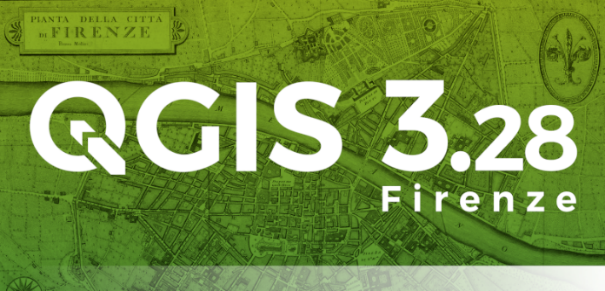 PIANTA DELLA CITTÀ
DI FIRENZE
QGIS 3.28
Firenze